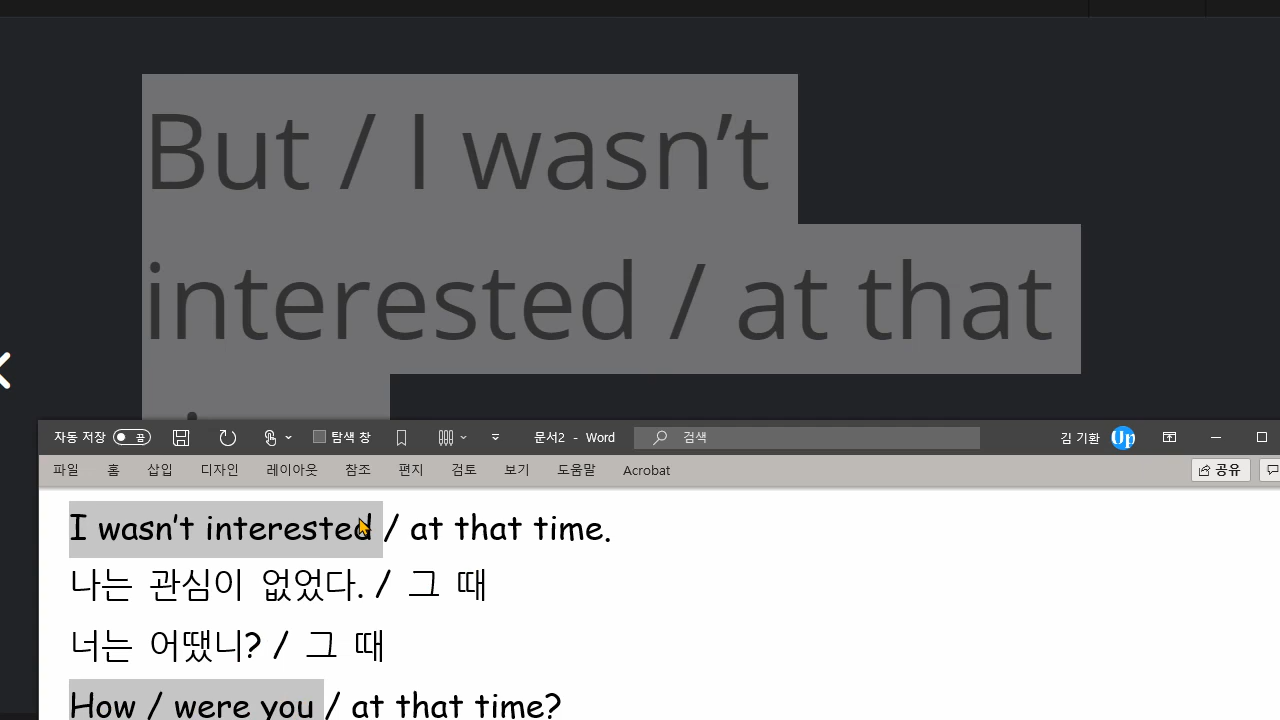 But / I wasn’t
interested / at that
자동 저장 끔 탐색 창 문서2 - Word 검색 김 기환 Up
파일 홈 삽입 디자인 레이아웃 참조 편지 검토 보기 도움말 Acrobat 공유
I wasn’t interested / at that time.
나는 관심이 없었다. / 그 때
너는 어땠니? / 그 때
How / were you / at that time?